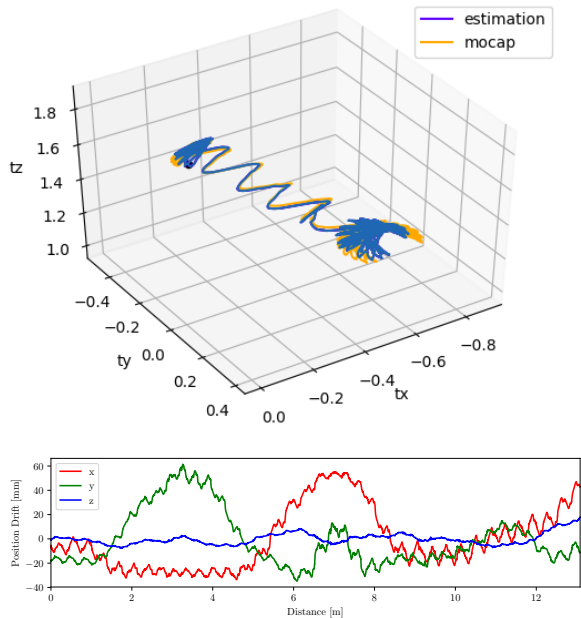 estimation
mocap
1.8
1.6
1.4
1.2
1.0
tz
−0.4
−0.2
0.0
0.2
0.4
ty
0.0
−0.2
−0.4
−0.6
−0.8
tx
60
40
20
0
−20
−40
Position Drift [mm]
x
y
z
0 2 4 6 8 10 12
Distance [m]